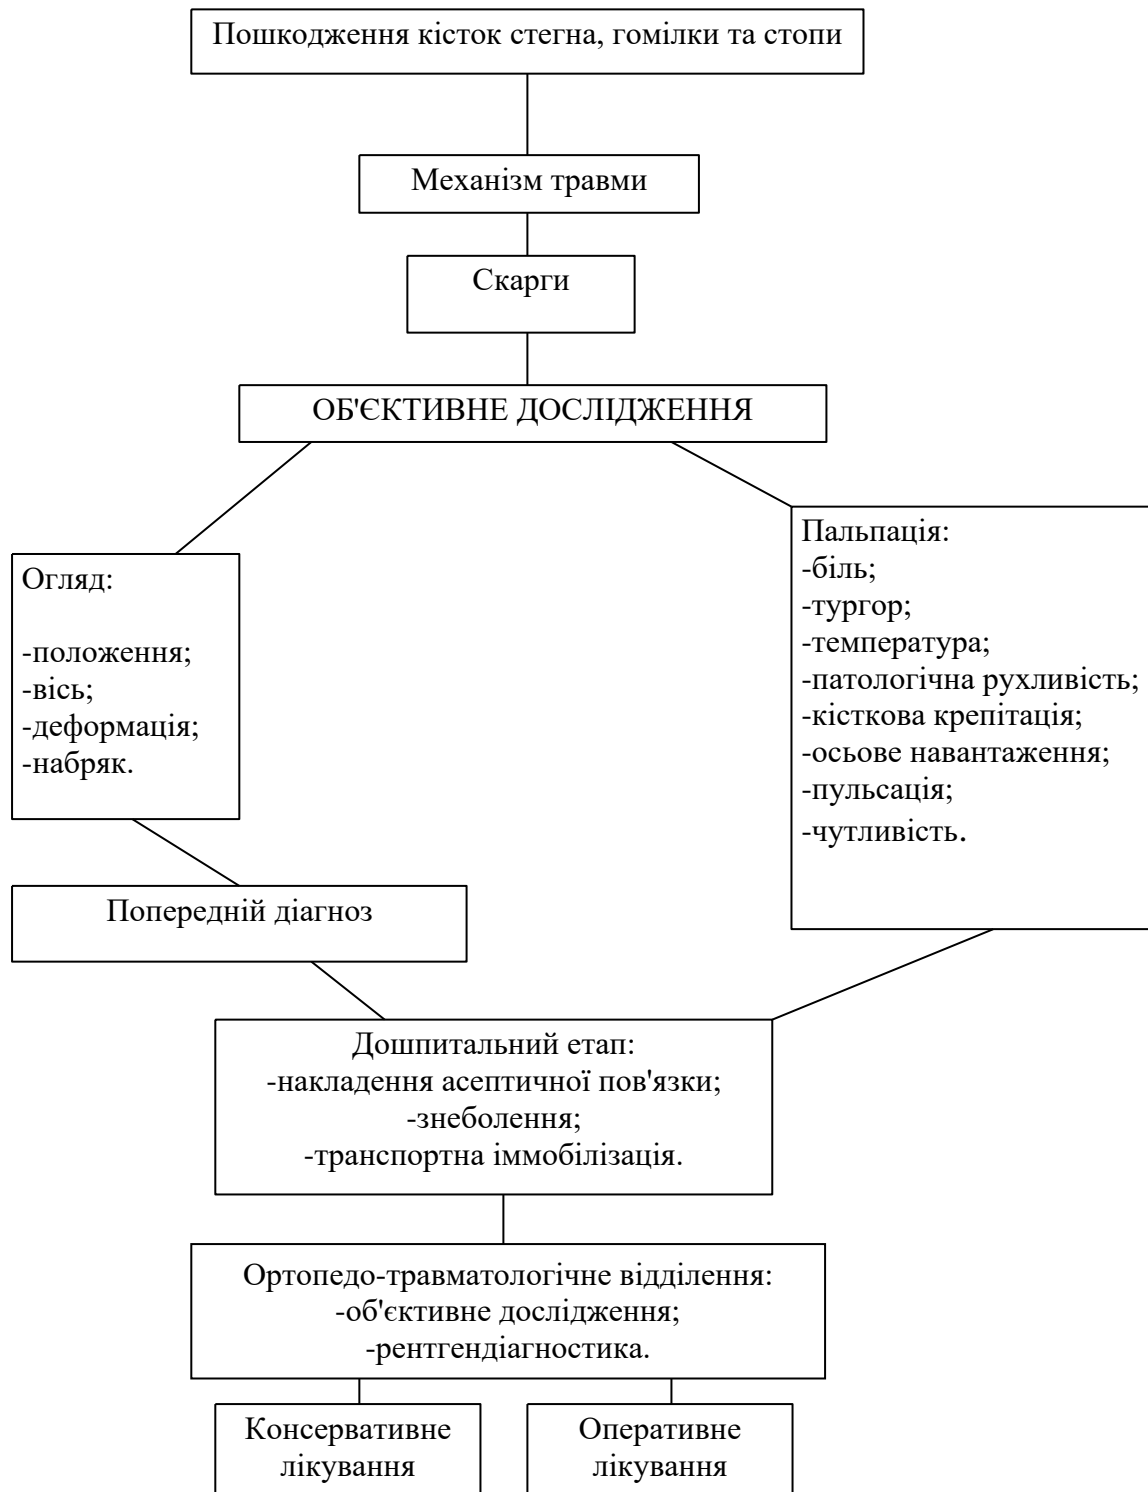 Пошкодження кісток стегна, гомілки та стопи
Механізм травми
Скарги
ОБ'ЄКТИВНЕ ДОСЛІДЖЕННЯ
Огляд:
-положення;
-вісь;
-деформація;
-набряк.
Пальпація:
-біль;
-тургор;
-температура;
-патологічна рухливість;
-кісткова крепітація;
-осьове навантаження;
-пульсація;
-чутливість.
Попередній діагноз
Дошпитальний етап:
-накладення асептичної пов'язки;
-знеболення;
-транспортна іммобілізація.
Ортопедо-травматологічне відділення:
-об'єктивне дослідження;
-рентгендіагностика.
Консервативне
лікування
Оперативне
лікування